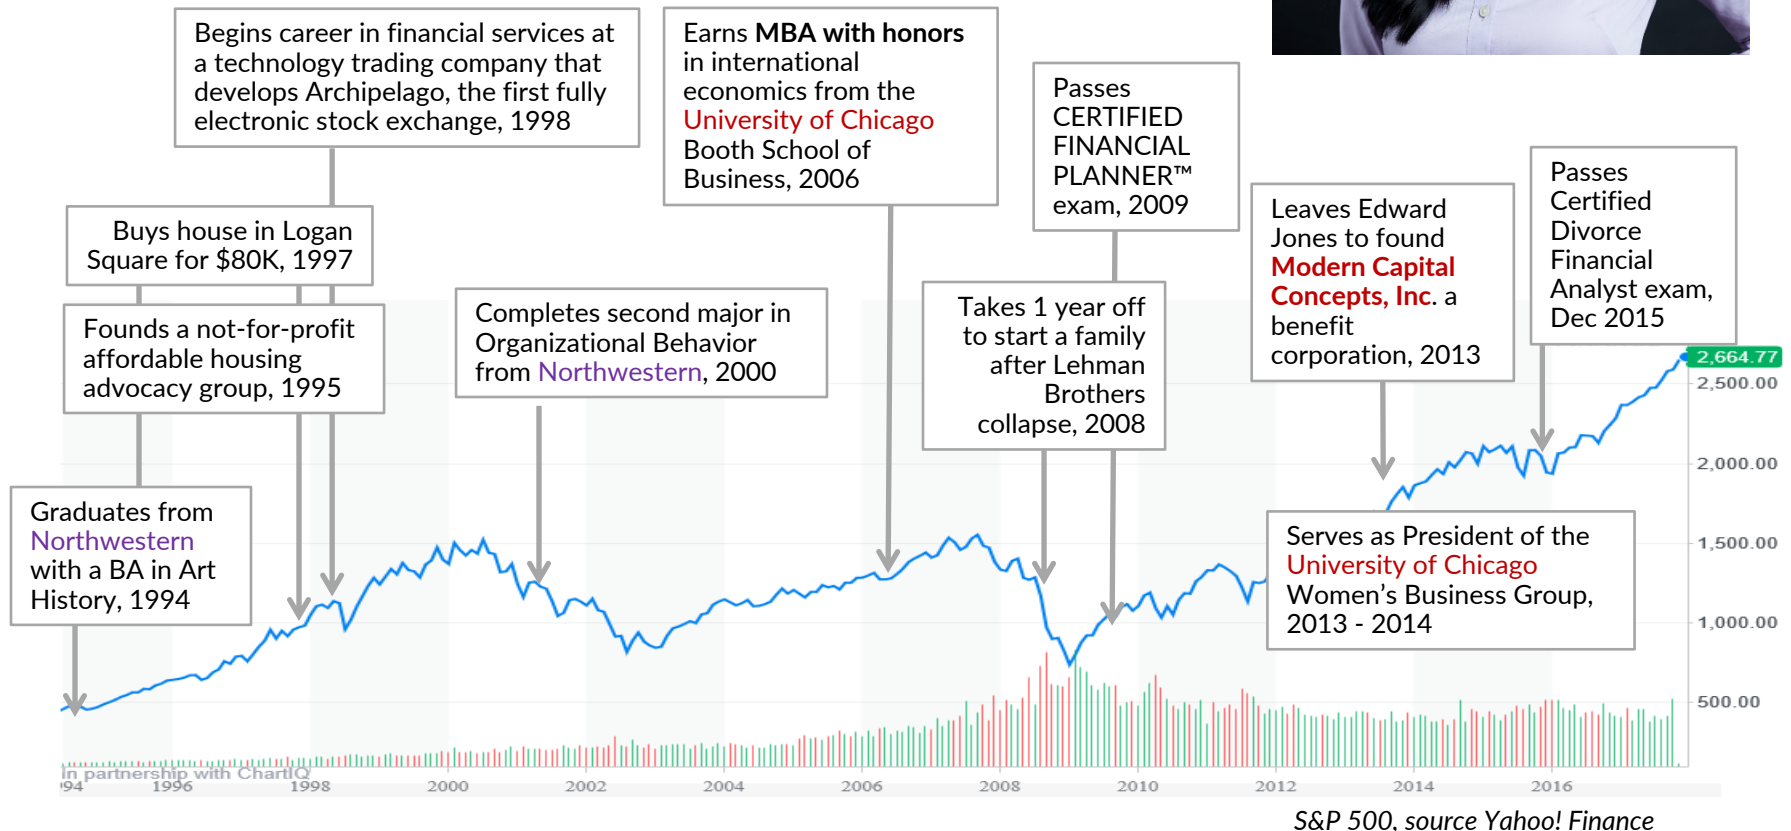 Begins career in financial services at
a technology trading company that
develops Archipelago, the first fully
electronic stock exchange, 1998
Earns MBA with honors
in international
economics from the
University of Chicago
Booth School of
Business, 2006
Passes
CERTIFIED
FINANCIAL
PLANNER™
exam, 2009
Passes
Certified
Divorce
Financial
Analyst exam,
Dec 2015
Leaves Edward
Jones to found
Modern Capital
Concepts, Inc. a
benefit
corporation, 2013
Buys house in Logan
Square for $80K, 1997
Founds a not-for-profit
affordable housing
advocacy group, 1995
Completes second major in
Organizational Behavior
from Northwestern, 2000
Takes 1 year off
to start a family
after Lehman
Brothers
collapse, 2008
Graduates from
Northwestern
with a BA in Art
History, 1994
Serves as President of the
University of Chicago
Women's Business Group,
2013 - 2014
2,664.77
2,500.00
2,000.00
1,500.00
1,000.00
500.00
In partnership with ChartIQ
94 1996 1998 2000 2002 2004 2006 2008 2010 2012 2014 2016
S&P 500, source Yahoo! Finance